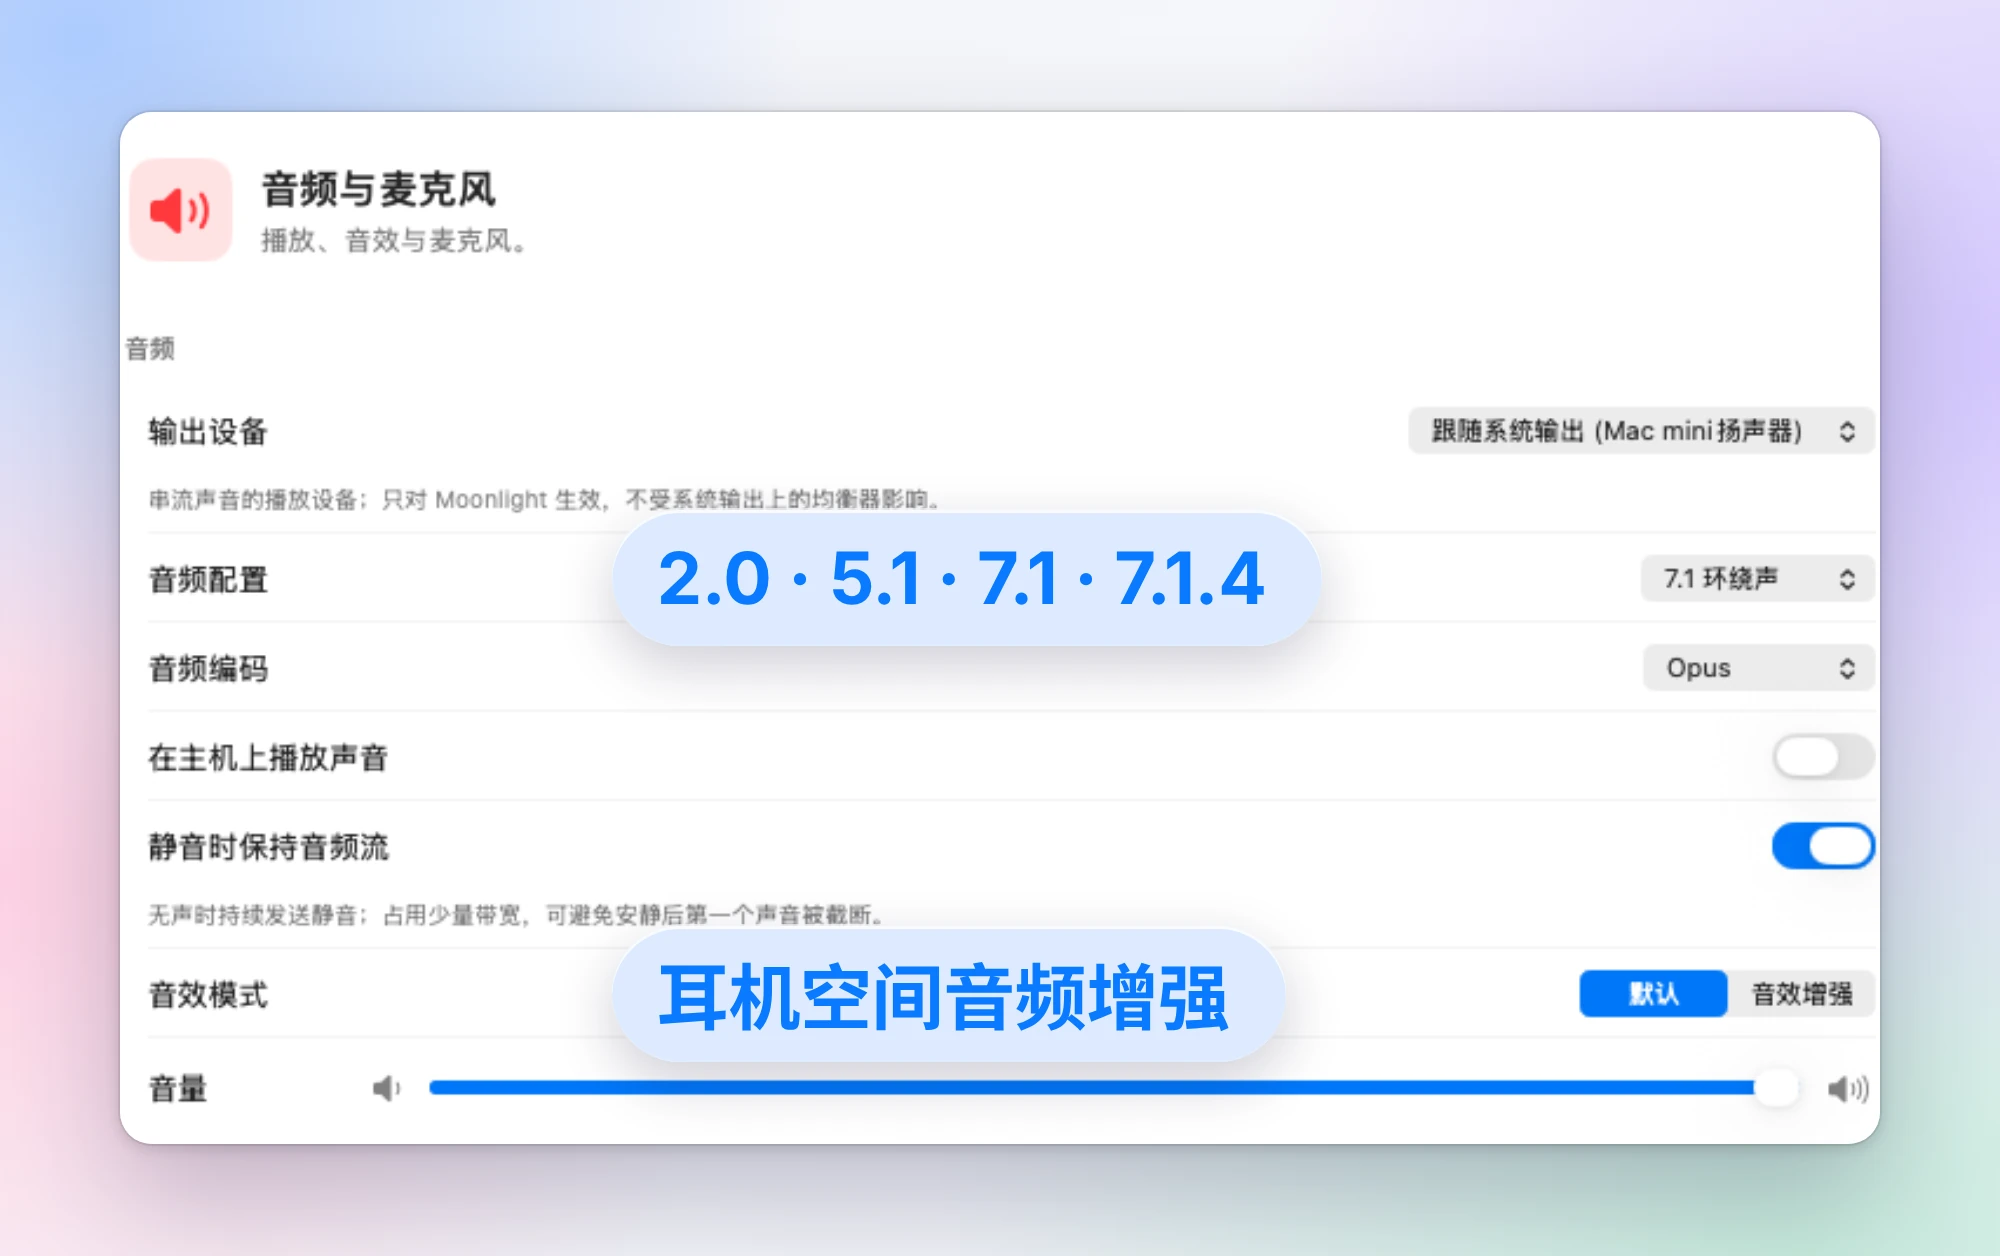 音频与麦克风
播放、音效与麦克风。
音频
输出设备
跟随系统输出 (Mac mini扬声器)
串流声音的播放设备；只对 Moonlight 生效，不受系统输出上的均衡器影响。
音频配置
2.0 · 5.1 · 7.1 · 7.1.4
7.1 环绕声
音频编码
Opus
在主机上播放声音
静音时保持音频流
无声时持续发送静音；占用少量带宽，可避免安静后第一个声音被截断。
音效模式
耳机空间音频增强
默认
音效增强
音量